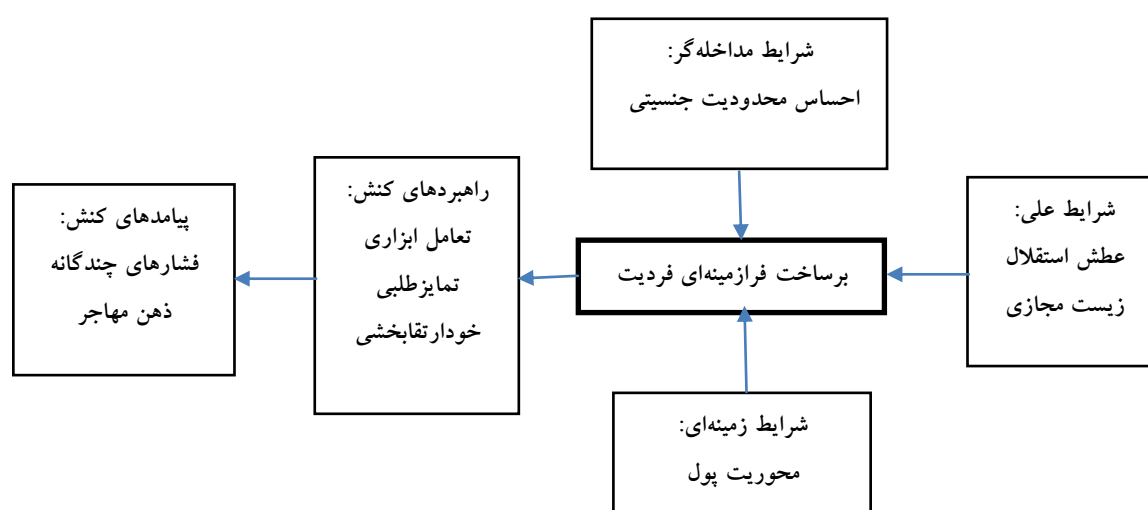 شرایط مداخله‌گر:
احساس محدودیت جنسیتی
شرایط علی:
عطش استقلال
زیست مجازی
برساخت فرازمینه‌ای فردیت
راهبردهای کنش:
تعامل ابزاری
تمایزطلبی
خودارتقابخشی
پیامدهای کنش:
فشارهای چندگانه
ذهن مهاجر
شرایط زمینه‌ای:
محوریت پول